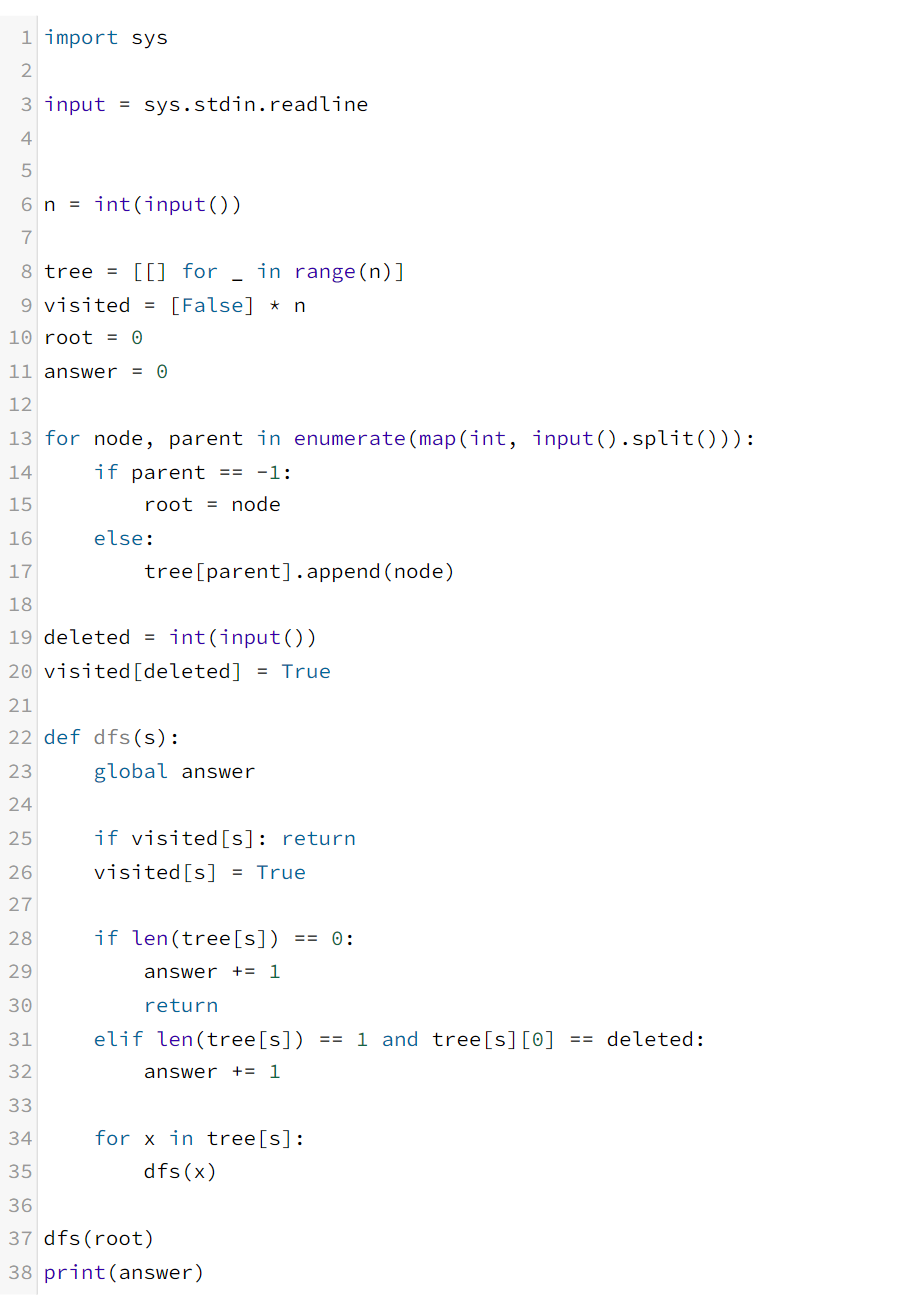 1 import sys
2
3 input = sys.stdin.readline
4
5
6 n = int(input())
7
8 tree = [[] for _ in range(n)]
9 visited = [False] * n
10 root = 0
11 answer = 0
12
13 for node, parent in enumerate(map(int, input().split())):
14     if parent == -1:
15         root = node
16     else:
17         tree[parent].append(node)
18
19 deleted = int(input())
20 visited[deleted] = True
21
22 def dfs(s):
23     global answer
24
25     if visited[s]: return
26     visited[s] = True
27
28     if len(tree[s]) == 0:
29         answer += 1
30         return
31     elif len(tree[s]) == 1 and tree[s][0] == deleted:
32         answer += 1
33
34     for x in tree[s]:
35         dfs(x)
36
37 dfs(root)
38 print(answer)